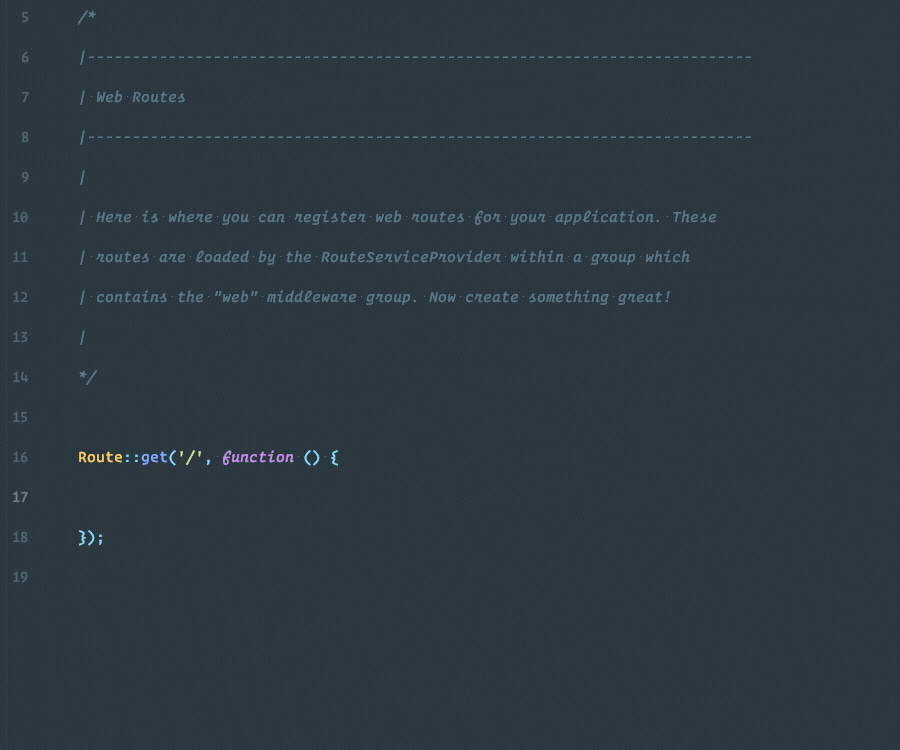 5 /*
6 |--------------------------------------------------------------------------
7 | Web Routes
8 |--------------------------------------------------------------------------
9 |
10 | Here is where you can register web routes for your application. These
11 | routes are loaded by the RouteServiceProvider within a group which
12 | contains the "web" middleware group. Now create something great!
13 |
14 */
15
16 Route::get('/', function () {
17
18 });
19